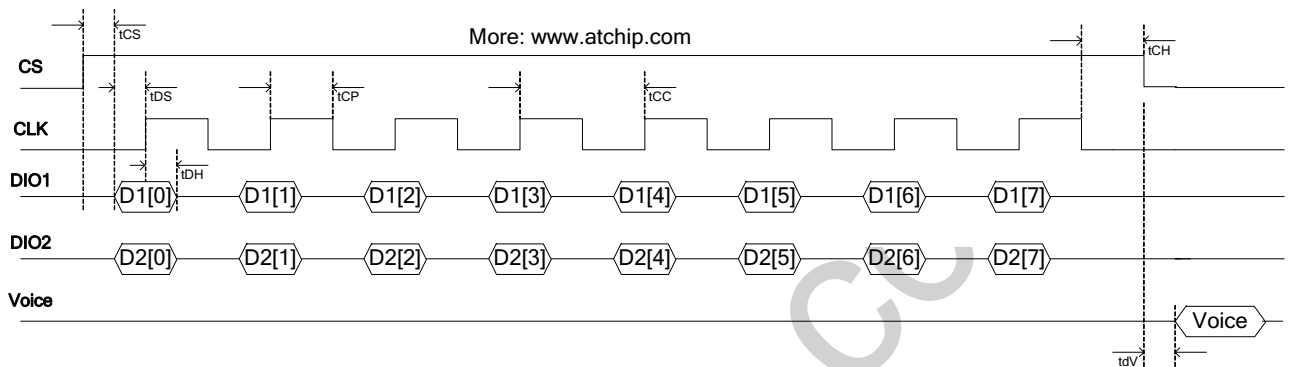 tCS
More: www.atchip.com
tCH
CS
tDS
tCP
tCC
CLK
tDH
DIO1
D1[0] D1[1] D1[2] D1[3] D1[4] D1[5] D1[6] D1[7]
DIO2
D2[0] D2[1] D2[2] D2[3] D2[4] D2[5] D2[6] D2[7]
Voice
Voice
tdV